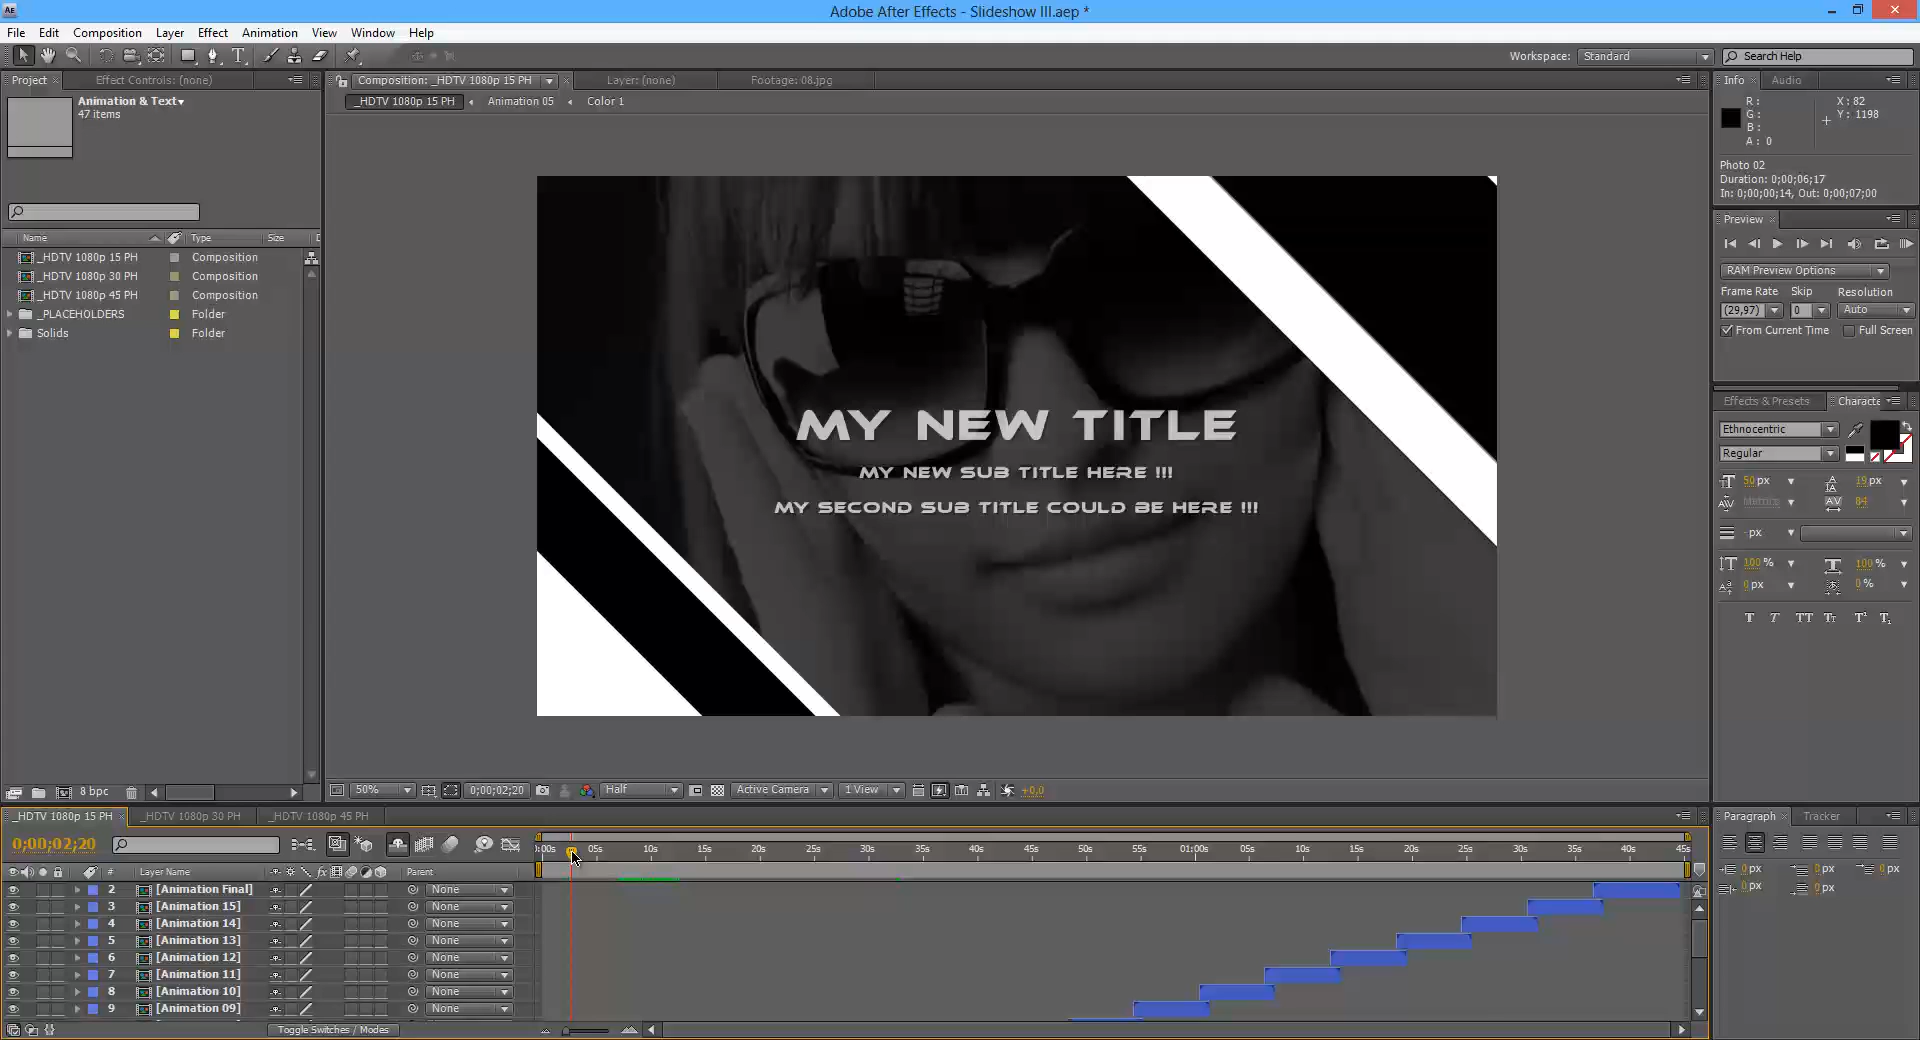 Adobe After Effects - Slideshow III.aep *
File Edit Composition Layer Effect Animation View Window Help
Workspace: Standard
Search Help
Project Effect Controls: (none)
Animation & Text
47 items
Name Type Size
_HDTV 1080p 15 PH Composition
_HDTV 1080p 30 PH Composition
_HDTV 1080p 45 PH Composition
_PLACEHOLDERS Folder
Solids Folder
8 bpc
Composition: _HDTV 1080p 15 PH Layer: (none) Footage: 08.jpg
_HDTV 1080p 15 PH Animation 05 Color 1
MY NEW TITLE
MY NEW SUB TITLE HERE !!!
MY SECOND SUB TITLE COULD BE HERE !!!
50% 0;00;02;20 Half Active Camera 1 View +0,0
Info Audio
R : X : 82
G : Y : 1198
B :
A : 0
Photo 02
Duration: 0;00;06;17
In: 0;00;00;14, Out: 0;00;07;00
Preview
RAM Preview Options
Frame Rate Skip Resolution
(29,97) 0 Auto
From Current Time Full Screen
Effects & Presets Characte
Ethnocentric
Regular
50 px 19 px
Metrics 84
- px
100 % 100 %
0 px 0 %
T T TT Tt T¹ T₁
_HDTV 1080p 15 PH _HDTV 1080p 30 PH _HDTV 1080p 45 PH
0;00;02;20
# Layer Name Parent
2 [Animation Final] None
3 [Animation 15] None
4 [Animation 14] None
5 [Animation 13] None
6 [Animation 12] None
7 [Animation 11] None
8 [Animation 10] None
9 [Animation 09] None
Toggle Switches / Modes
):00s 05s 10s 15s 20s 25s 30s 35s 40s 45s 50s 55s 01:00s 05s 10s 15s 20s 25s 30s 35s 40s 45s
Paragraph Tracker
0 px 0 px 0 px
0 px 0 px